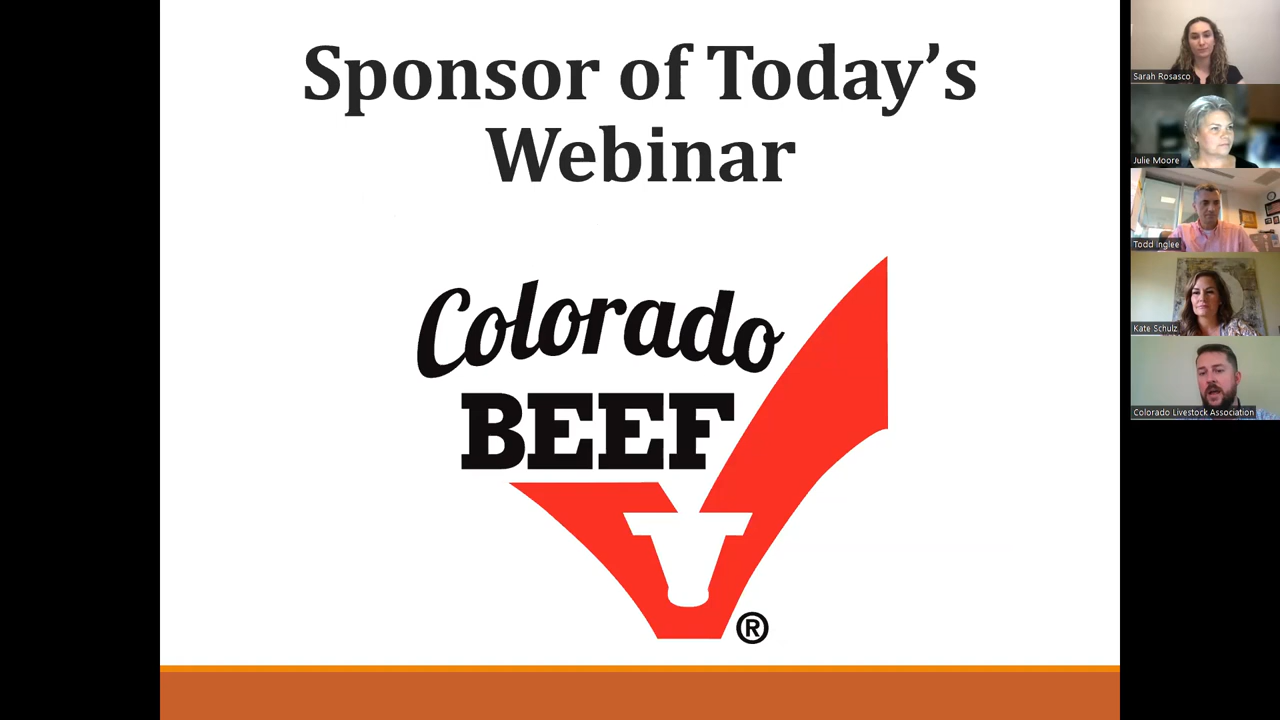 Sponsor of Today's
Webinar
Colorado
BEEF
®
Sarah Rosasco
Julie Moore
Todd Inglee
Kate Schulz
Colorado Livestock Association